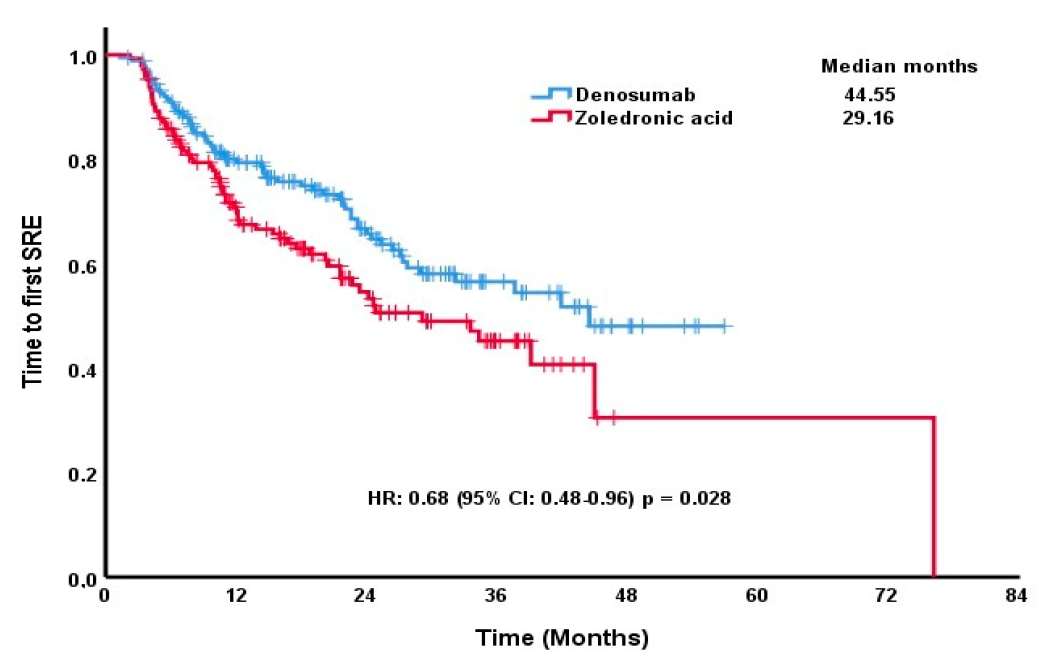 Median months
Denosumab 44.55
Zoledronic acid 29.16
Time to first SRE
1.0
0.8
0.6
0.4
0.2
0.0
HR: 0.68 (95% CI: 0.48-0.96) p = 0.028
0 12 24 36 48 60 72 84
Time (Months)